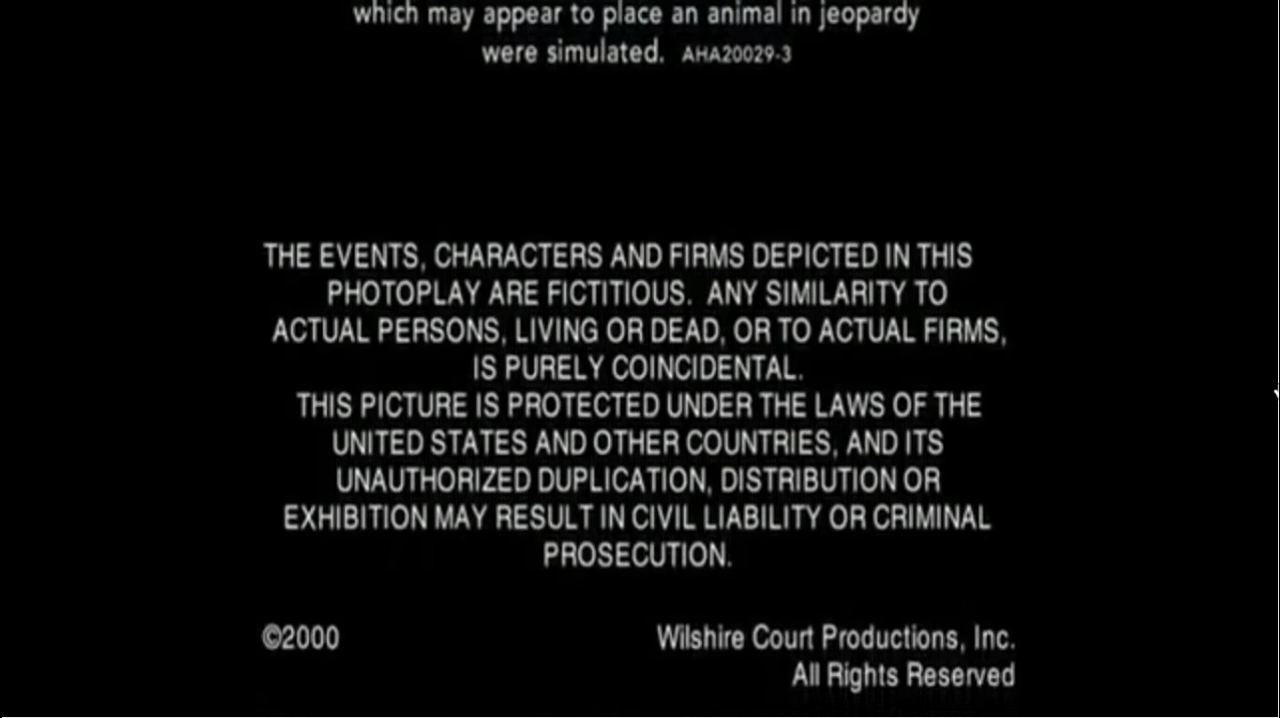 which may appear to place an animal in jeopardy
were simulated. AHA20029-3
THE EVENTS, CHARACTERS AND FIRMS DEPICTED IN THIS
PHOTOPLAY ARE FICTITIOUS. ANY SIMILARITY TO
ACTUAL PERSONS, LIVING OR DEAD, OR TO ACTUAL FIRMS,
IS PURELY COINCIDENTAL.
THIS PICTURE IS PROTECTED UNDER THE LAWS OF THE
UNITED STATES AND OTHER COUNTRIES, AND ITS
UNAUTHORIZED DUPLICATION, DISTRIBUTION OR
EXHIBITION MAY RESULT IN CIVIL LIABILITY OR CRIMINAL
PROSECUTION.
©2000 Wilshire Court Productions, Inc.
All Rights Reserved